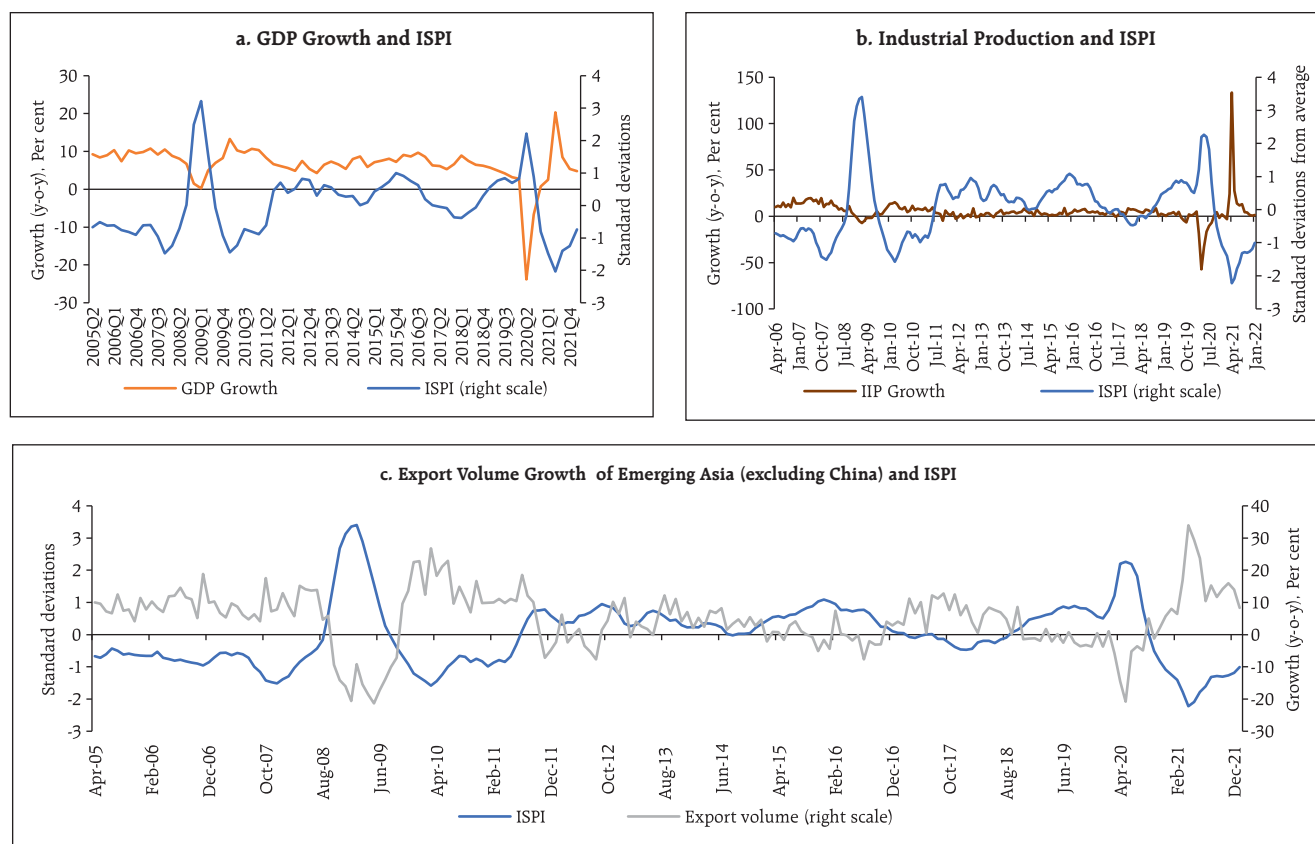 a. GDP Growth and ISPI
Growth (y-o-y), Per cent
30
20
10
0
-10
-20
-30
4
3
2
1
0
-1
-2
-3
Standard deviations
2005Q2
2006Q1
2006Q4
2007Q3
2008Q2
2009Q1
2009Q4
2010Q3
2011Q2
2012Q1
2012Q4
2013Q3
2014Q2
2015Q1
2015Q4
2016Q3
2017Q2
2018Q1
2018Q4
2019Q3
2020Q2
2021Q1
2021Q4
GDP Growth
ISPI (right scale)
b. Industrial Production and ISPI
Growth (y-o-y), Per cent
150
100
50
0
-50
-100
4
3
2
1
0
-1
-2
-3
Standard deviations from average
Apr-06
Jan-07
Oct-07
Jul-08
Apr-09
Jan-10
Oct-10
Jul-11
Apr-12
Jan-13
Oct-13
Jul-14
Apr-15
Jan-16
Oct-16
Jul-17
Apr-18
Jan-19
Oct-19
Jul-20
Apr-21
Jan-22
IIP Growth
ISPI (right scale)
c. Export Volume Growth of Emerging Asia (excluding China) and ISPI
Standard deviations
4
3
2
1
0
-1
-2
-3
40
30
20
10
0
-10
-20
-30
Growth (y-o-y), Per cent
Apr-05
Feb-06
Dec-06
Oct-07
Aug-08
Jun-09
Apr-10
Feb-11
Dec-11
Oct-12
Aug-13
Jun-14
Apr-15
Feb-16
Dec-16
Oct-17
Aug-18
Jun-19
Apr-20
Feb-21
Dec-21
ISPI
Export volume (right scale)